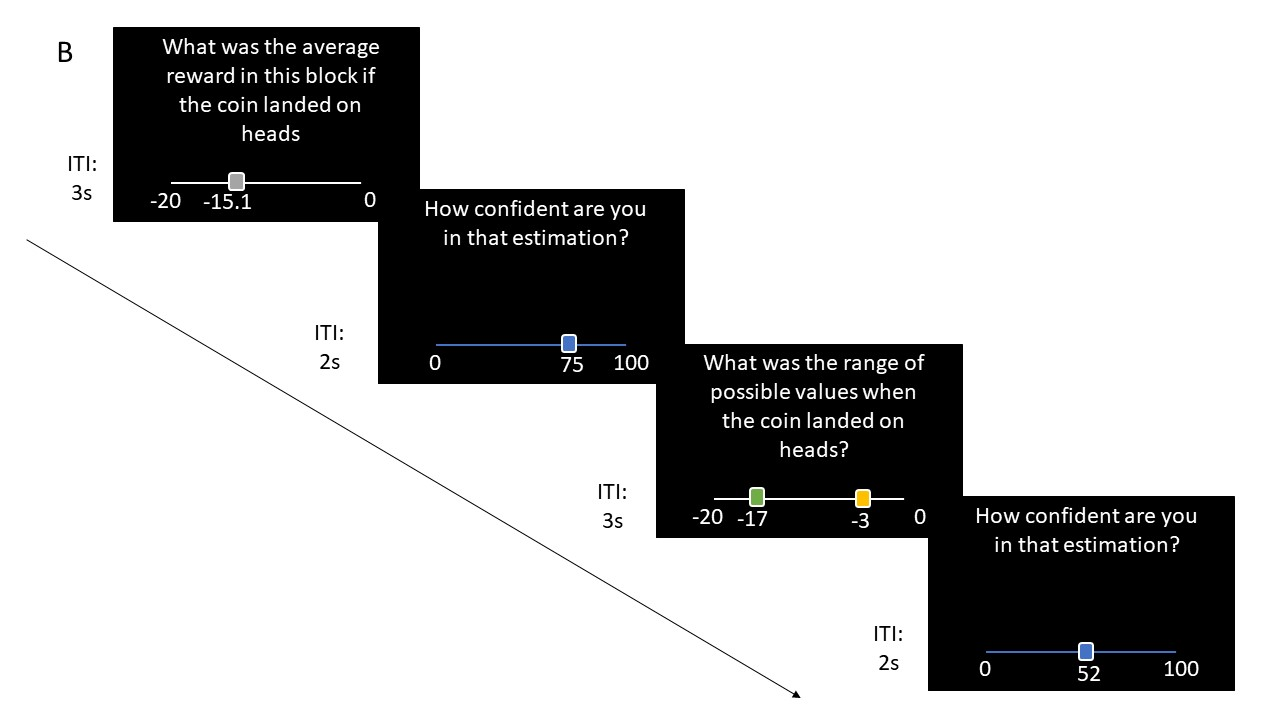 B
What was the average
reward in this block if
the coin landed on
heads
ITI:
3s
-20 -15.1 0
How confident are you
in that estimation?
ITI:
2s
0 75 100
What was the range of
possible values when
the coin landed on
heads?
ITI:
3s
-20 -17 -3 0
How confident are you
in that estimation?
ITI:
2s
0 52 100